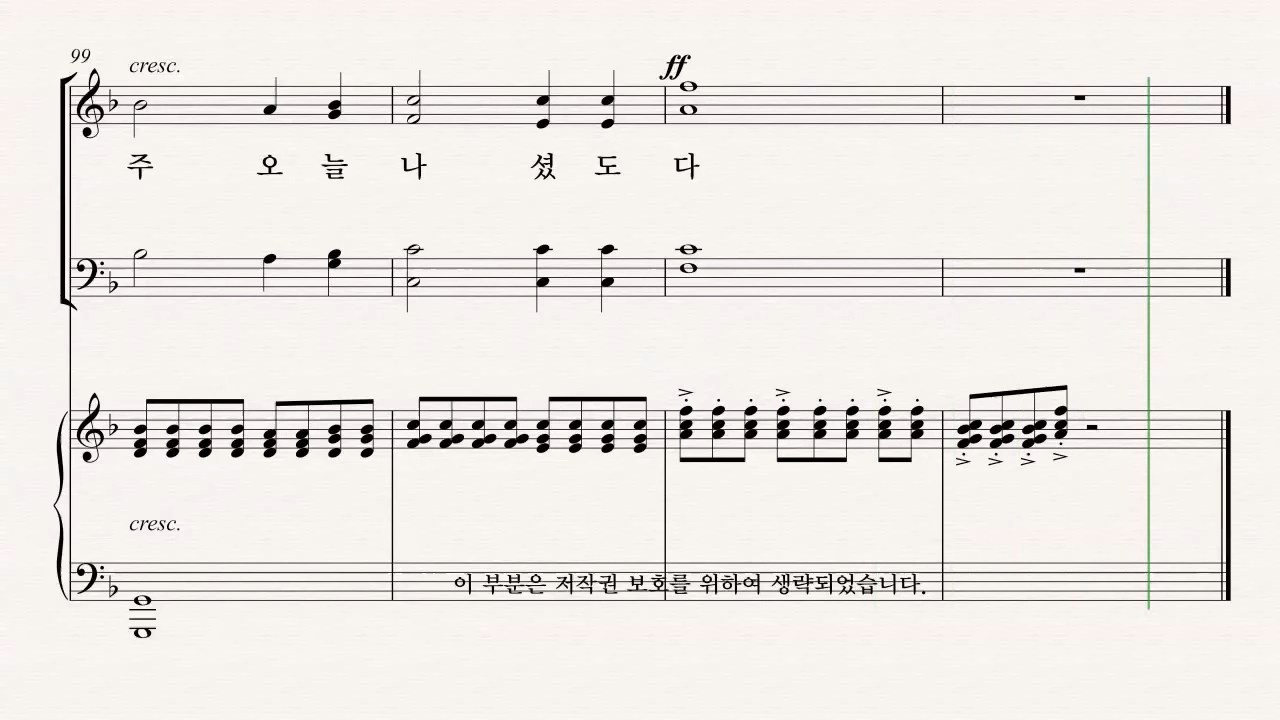 99
cresc.
ff
주 오 늘 나 셨 도 다
cresc.
이 부분은 저작권 보호를 위하여 생략되었습니다.